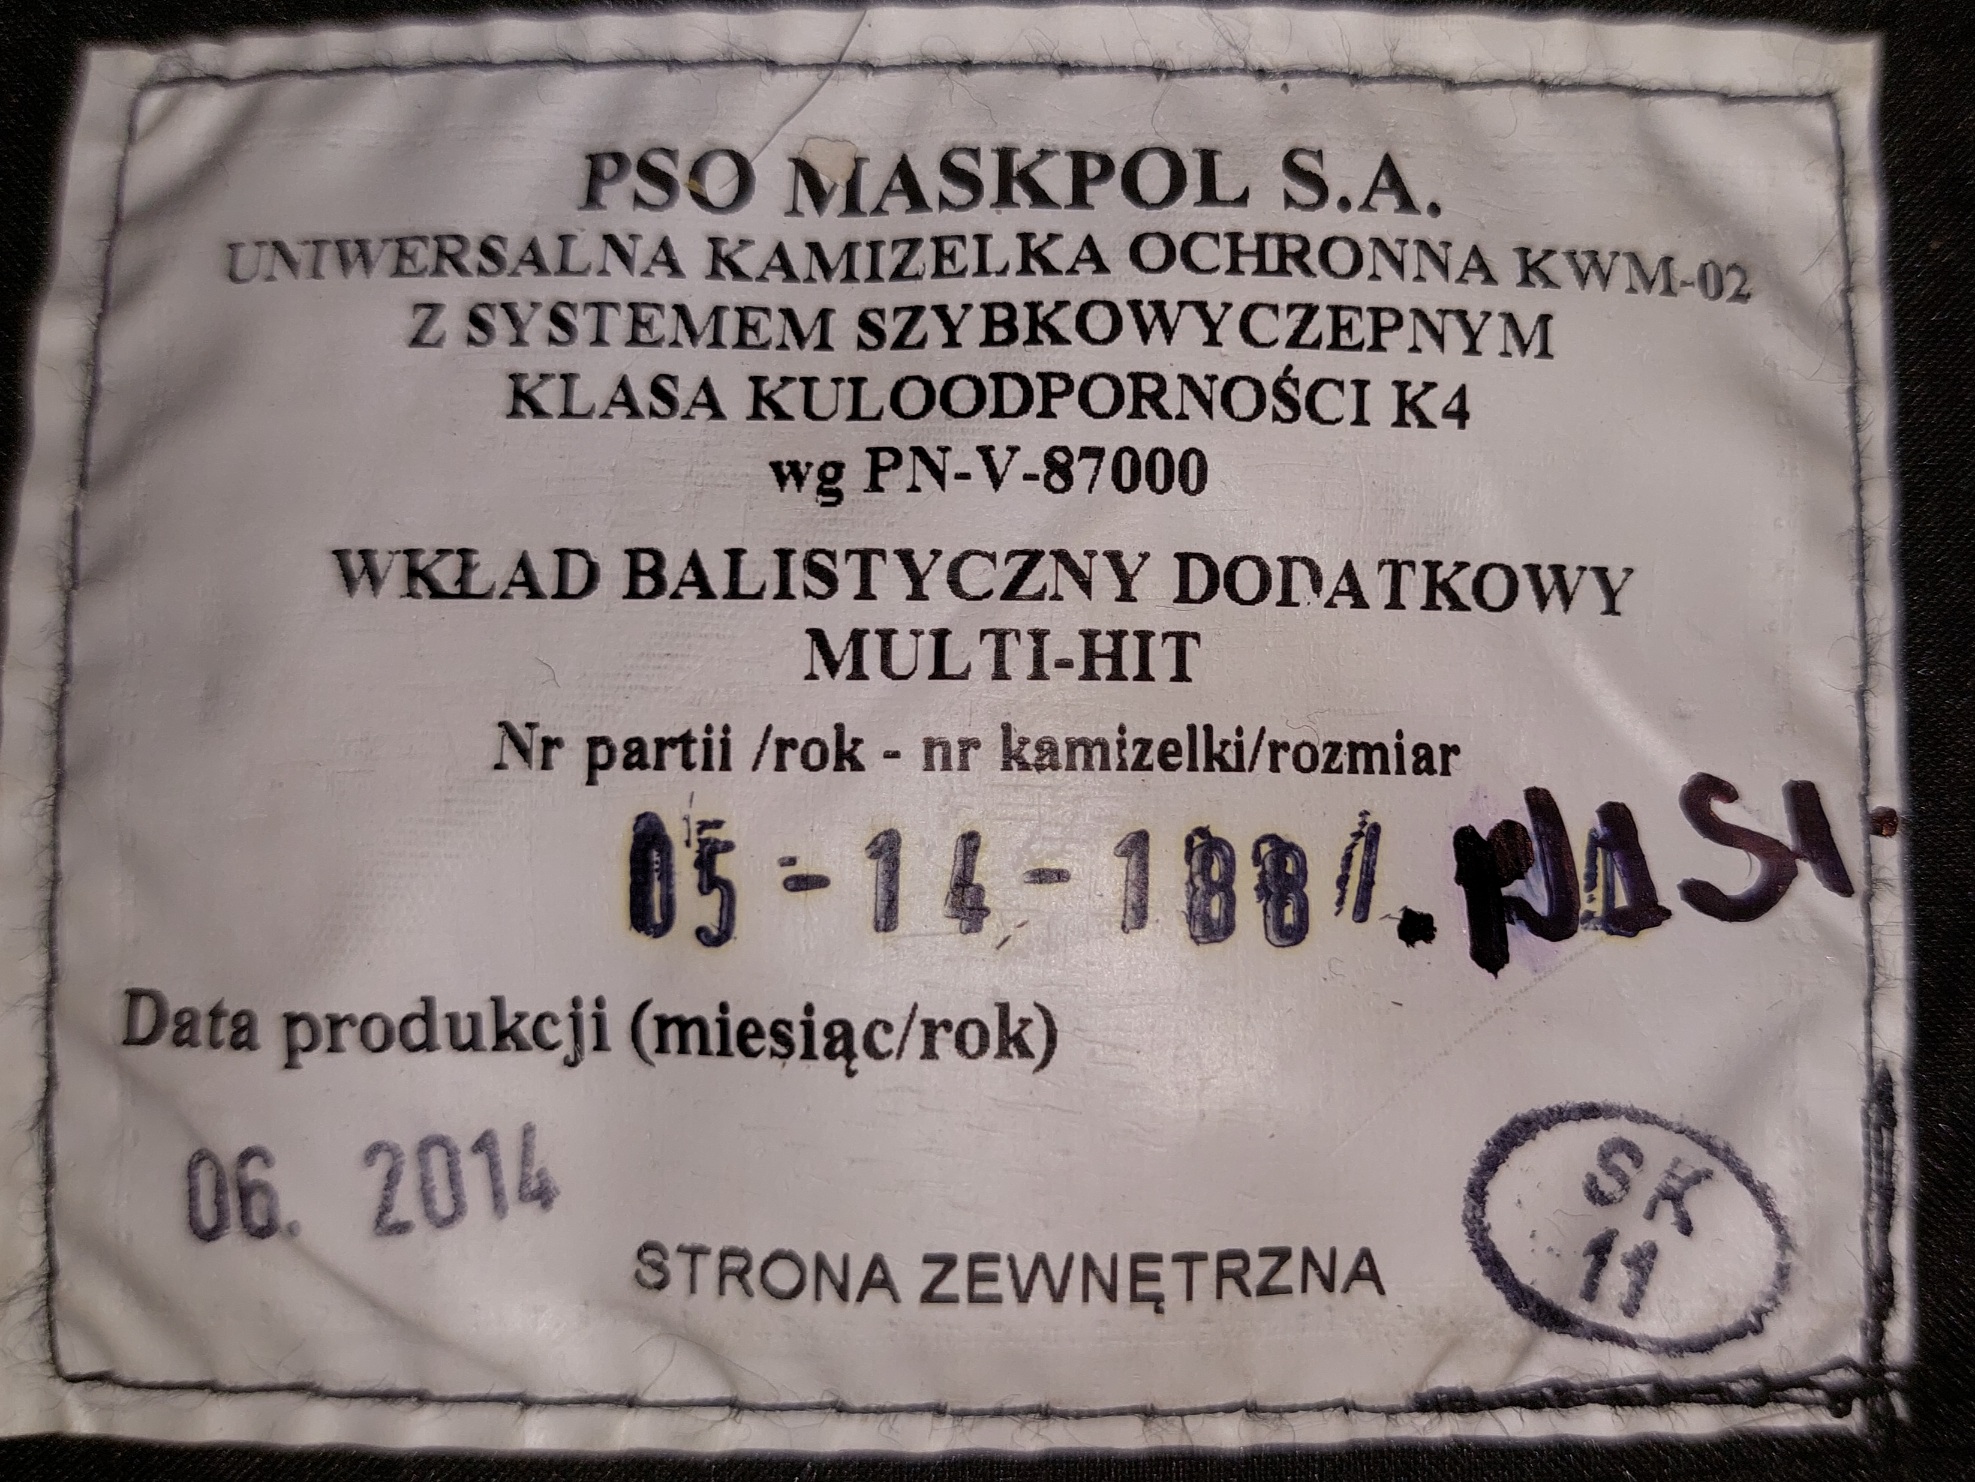 PSO MASKPOL S.A.
UNIWERSALNA KAMIZELKA OCHRONNA KWM-02
Z SYSTEMEM SZYBKOWYCZEPNYM
KLASA KULOODPORNOŚCI K4
wg PN-V-87000
WKŁAD BALISTYCZNY DODATKOWY
MULTI-HIT
Nr partii /rok - nr kamizelki/rozmiar
05-14-188
Data produkcji (miesiąc/rok)
06. 2014
STRONA ZEWNĘTRZNA
SK
11